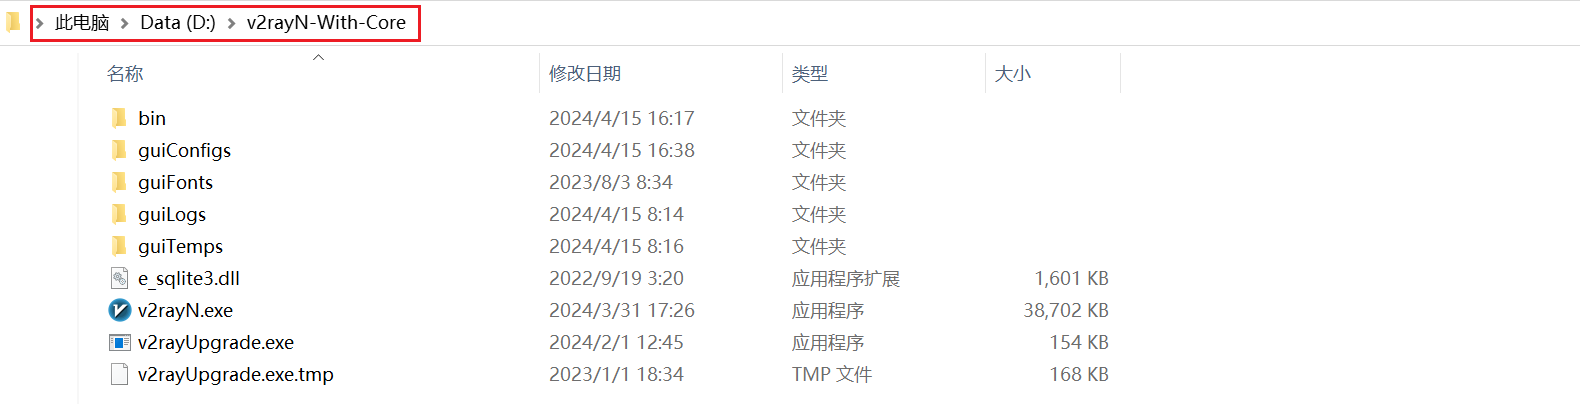 此电脑 > Data (D:) > v2rayN-With-Core
名称 修改日期 类型 大小
bin 2024/4/15 16:17 文件夹
guiConfigs 2024/4/15 16:38 文件夹
guiFonts 2023/8/3 8:34 文件夹
guiLogs 2024/4/15 8:14 文件夹
guiTemps 2024/4/15 8:16 文件夹
e_sqlite3.dll 2022/9/19 3:20 应用程序扩展 1,601 KB
v2rayN.exe 2024/3/31 17:26 应用程序 38,702 KB
v2rayUpgrade.exe 2024/2/1 12:45 应用程序 154 KB
v2rayUpgrade.exe.tmp 2023/1/1 18:34 TMP 文件 168 KB